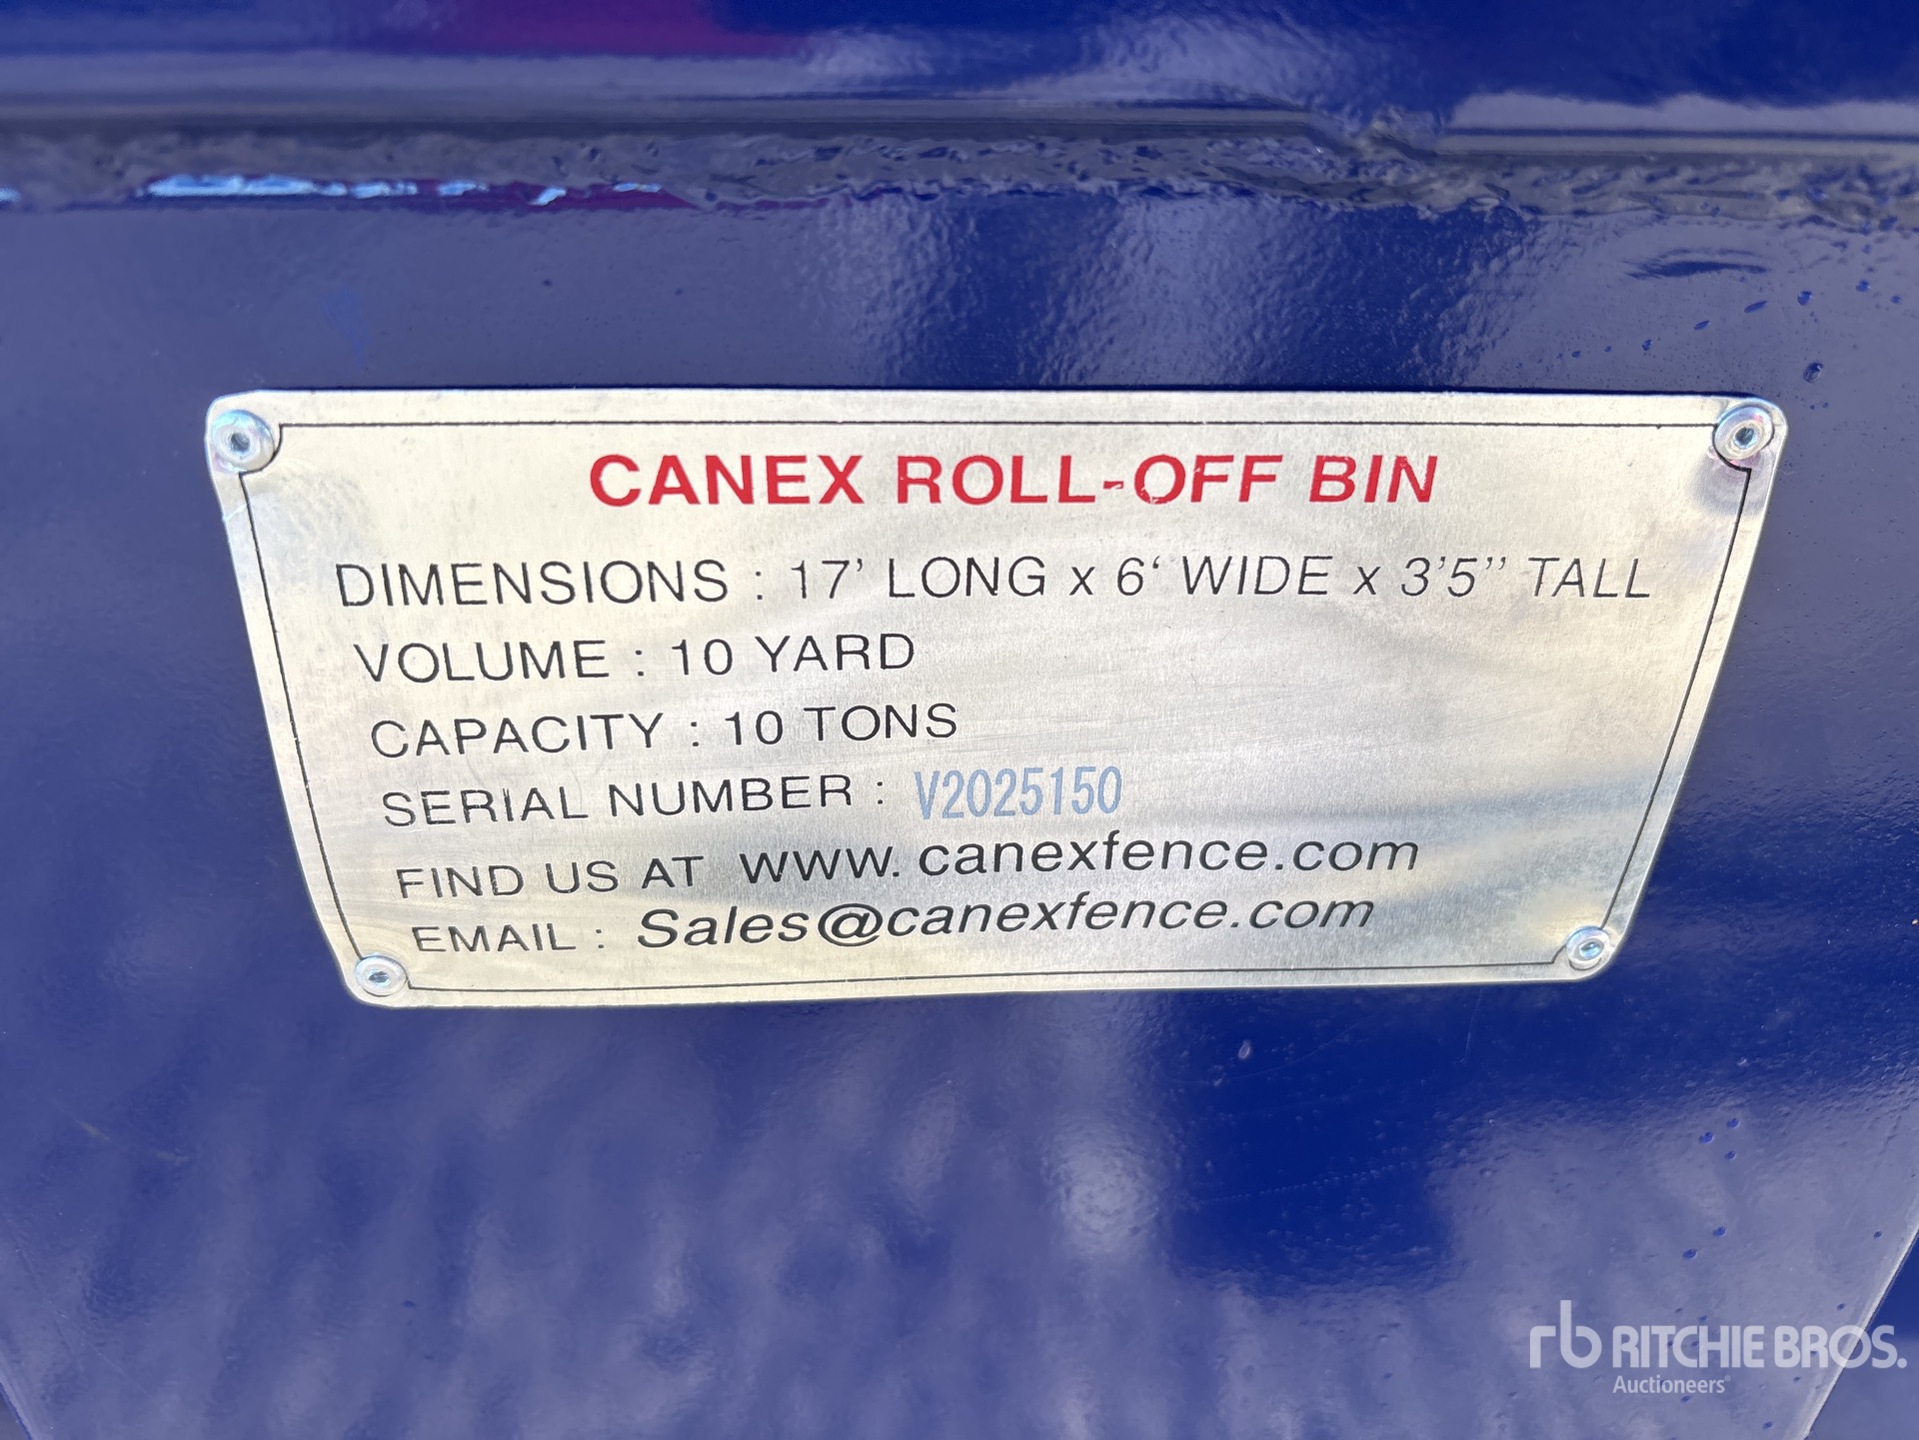 CANEX ROLL-OFF BIN
DIMENSIONS : 17' LONG x 6‘ WIDE x 3'5" TALL
VOLUME : 10 YARD
CAPACITY : 10 TONS
SERIAL NUMBER : V2025150
FIND US AT www. canexfence.com
EMAIL : Sales@canexfence.com
rb RITCHIE BROS.
Auctioneers